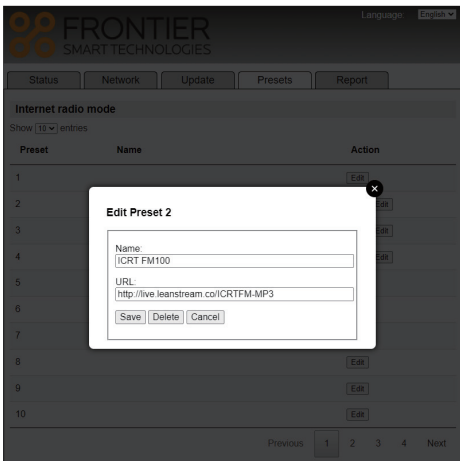 FRONTIER
SMART TECHNOLOGIES
Language: English
Status Network Update Presets Report
Internet radio mode
Show 10 entries
Preset Name Action
1 Edit
2 Edit
3 Edit
4 Edit
5
6
7
8 Edit
9 Edit
10 Edit
Edit Preset 2
Name:
ICRT FM100
URL:
http://live.leanstream.co/ICRTFM-MP3
Save Delete Cancel
Previous 1 2 3 4 Next